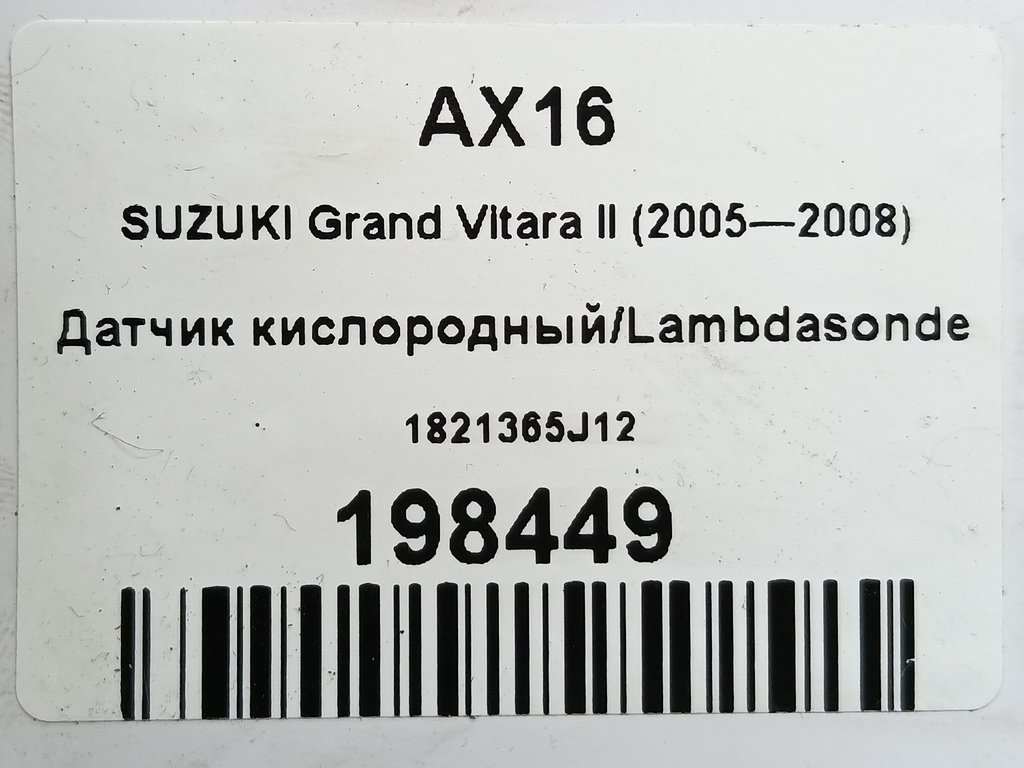 AX16
SUZUKI Grand Vitara II (2005—2008)
Датчик кислородный/Lambdasonde
1821365J12
198449